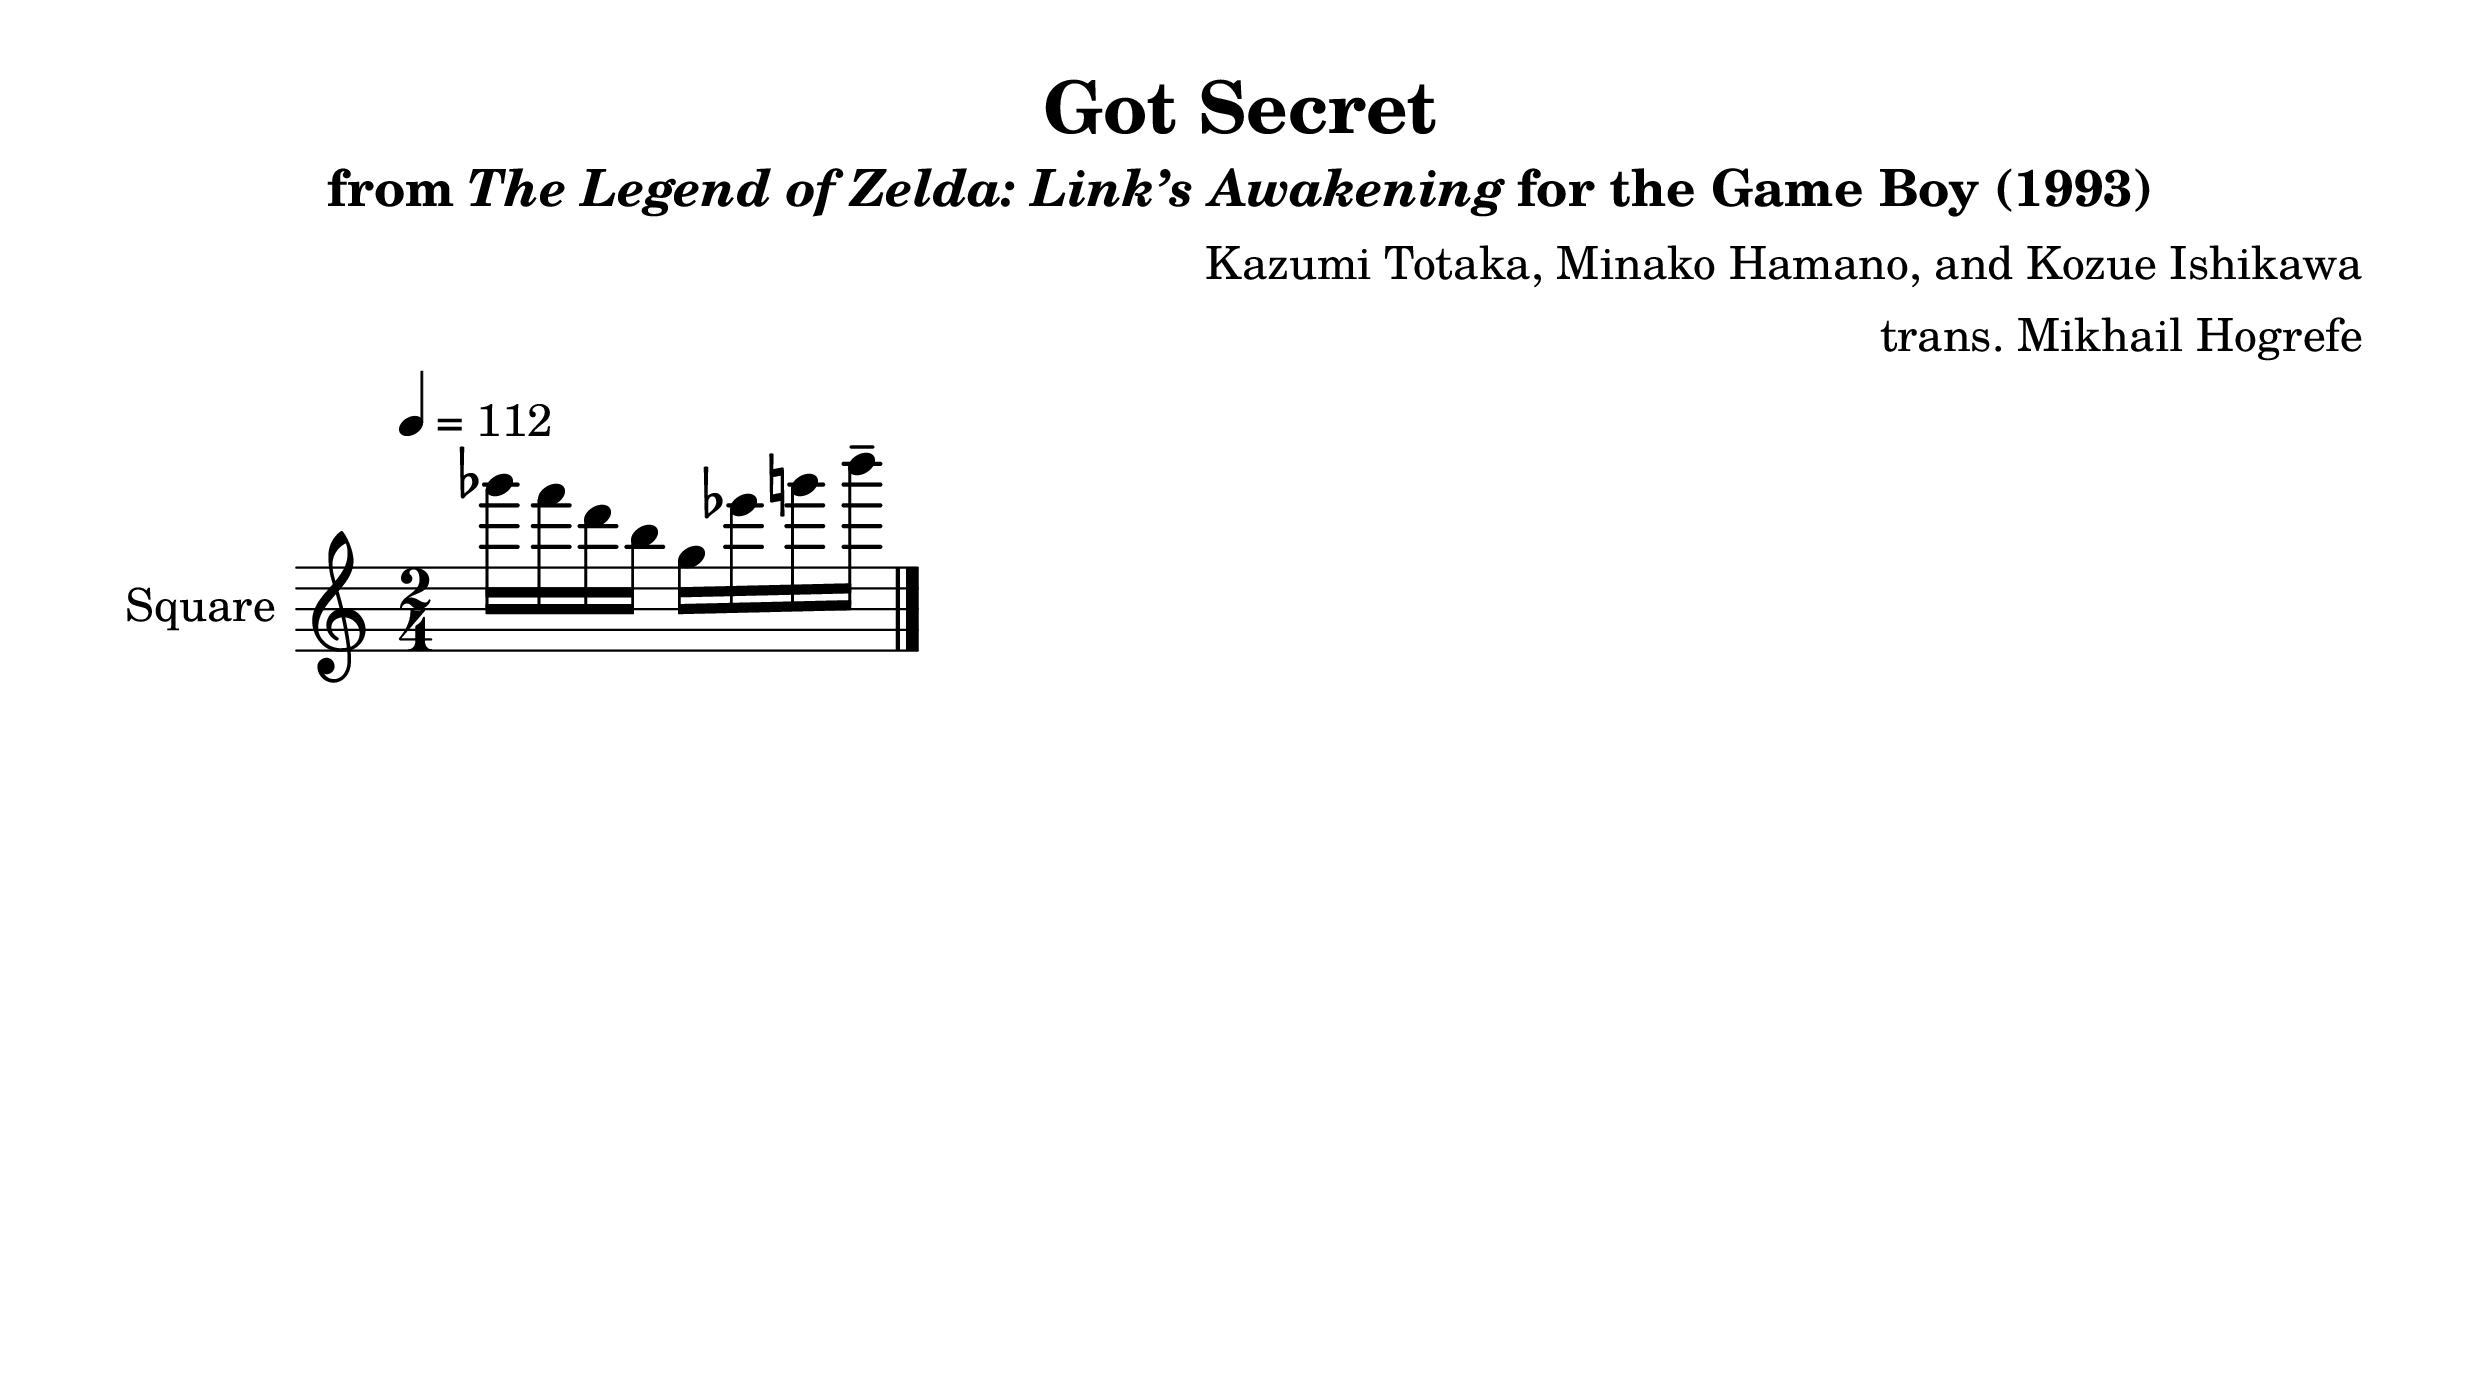 Got Secret
from The Legend of Zelda: Link’s Awakening for the Game Boy (1993)
Kazumi Totaka, Minako Hamano, and Kozue Ishikawa
trans. Mikhail Hogrefe
= 112
Square
2
4